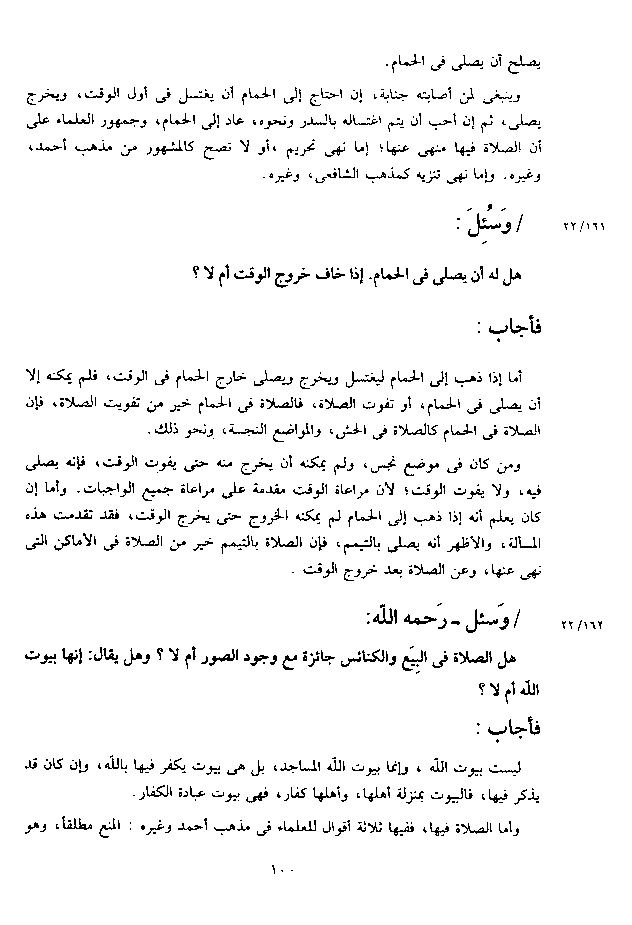 يصلح أن يصلى فى الحمام.
وينبغى لمن أصابته جنابة، إن احتاج إلى الحمام أن يغتسل فى أول الوقت، ويخرج
يصلى، ثم إن أحب أن يتم اغتساله بالسدر ونحوه، عاد إلى الحمام، وجمهور العلماء على
أن الصلاة فيها منهى عنها؛ إما نهى تحريم ،أو لا تصح كالمشهور من مذهب أحمد،
وغيره. وإما نهى تنزيه كمذهب الشافعى، وغيره.
٢٢/١٦١ / وَسُئِلَ :
هل له أن يصلى فى الحمام. إذا خاف خروج الوقت أم لا ؟
فأجاب :
أما إذا ذهب إلى الحمام ليغتسل ويخرج ويصلى خارج الحمام فى الوقت، فلم يمكنه إلا
أن يصلى فى الحمام، أو تفوت الصلاة، فالصلاة فى الحمام خير من تفويت الصلاة، فإن
الصلاة فى الحمام كالصلاة فى الحش، والمواضع النجسة، ونحو ذلك.
ومن كان فى موضع نجس، ولم يمكنه أن يخرج منه حتى يفوت الوقت، فإنه يصلى
فيه، ولا يفوت الوقت؛ لأن مراعاة الوقت مقدمة على مراعاة جميع الواجبات. وأما إن
كان يعلم أنه إذا ذهب إلى الحمام لم يمكنه الخروج حتى يخرج الوقت، فقد تقدمت هذه
المسألة، والأظهر أنه يصلى بالتيمم، فإن الصلاة بالتيمم خير من الصلاة فى الأماكن التى
نهى عنها، وعن الصلاة بعد خروج الوقت .
٢٢/١٦٢ / وَسئل ـ رَحمه الله:
هل الصلاة فى البِيَع والكنائس جائزة مع وجود الصور أم لا ؟ وهل يقال: إنها بيوت
الله أم لا ؟
فأجاب :
ليست بيوت الله ، وإنما بيوت الله المساجد، بل هى بيوت يكفر فيها بالله، وإن كان قد
يذكر فيها، فالبيوت بمنزلة أهلها، وأهلها كفار، فهى بيوت عبادة الكفار.
وأما الصلاة فيها، ففيها ثلاثة أقوال للعلماء فى مذهب أحمد وغيره : المنع مطلقاً، وهو
١٠٠